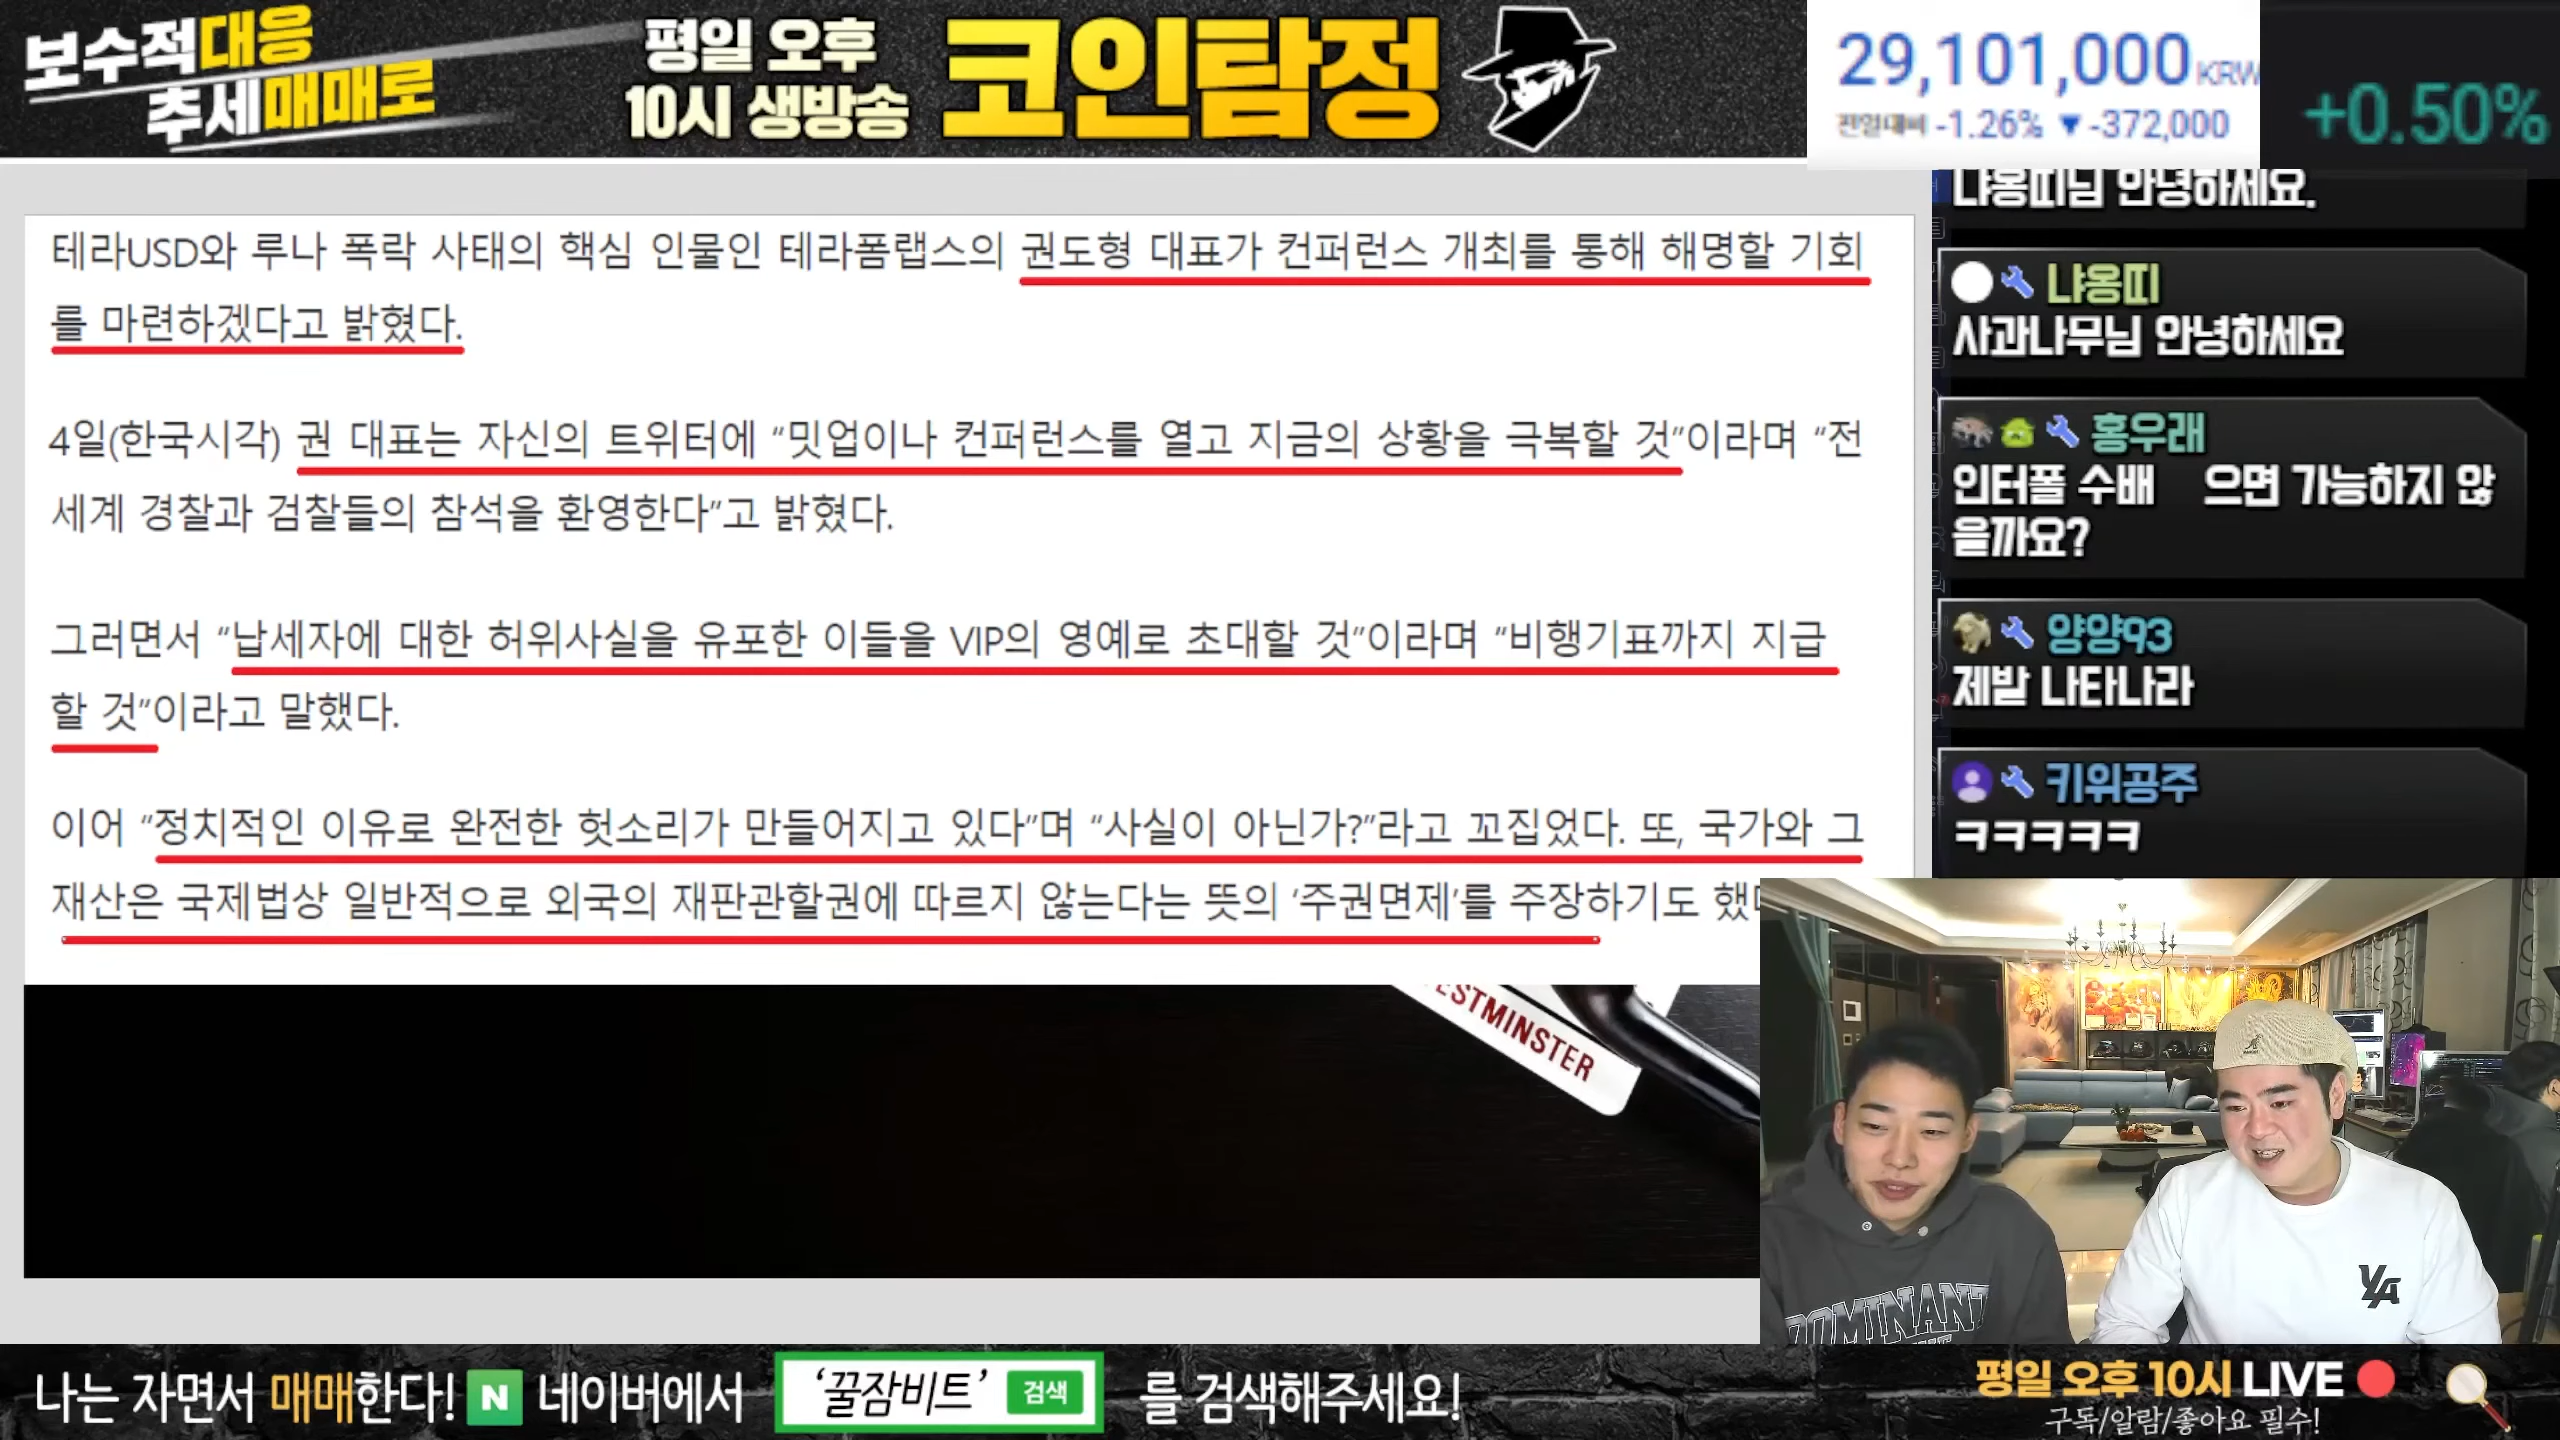 보수적대응
추세매매로
평일 오후
10시 생방송
코인탐정
29,101,000 KRW
전일대비 -1.26% ▼ -372,000
+0.50%
테라USD와 루나 폭락 사태의 핵심 인물인 테라폼랩스의 권도형 대표가 컨퍼런스 개최를 통해 해명할 기회
를 마련하겠다고 밝혔다.
4일(한국시각) 권 대표는 자신의 트위터에 “밋업이나 컨퍼런스를 열고 지금의 상황을 극복할 것”이라며 “전
세계 경찰과 검찰들의 참석을 환영한다”고 밝혔다.
그러면서 “납세자에 대한 허위사실을 유포한 이들을 VIP의 영예로 초대할 것”이라며 “비행기표까지 지급
할 것”이라고 말했다.
이어 “정치적인 이유로 완전한 헛소리가 만들어지고 있다”며 “사실이 아닌가?”라고 꼬집었다. 또, 국가와 그
재산은 국제법상 일반적으로 외국의 재판관할권에 따르지 않는다는 뜻의 ‘주권면제’를 주장하기도 했
ESTMINSTER
냐옹띠님 안녕하세요.
냐옹띠
사과나무님 안녕하세요
홍우래
인터폴 수배 으면 가능하지 않
을까요?
양양93
제발 나타나라
키위공주
ㅋㅋㅋㅋㅋ
DOMINANT
YA
나는 자면서 매매한다! N 네이버에서 ‘꿀잠비트’ 검색 를 검색해주세요!
평일 오후 10시 LIVE
구독/알람/좋아요 필수!